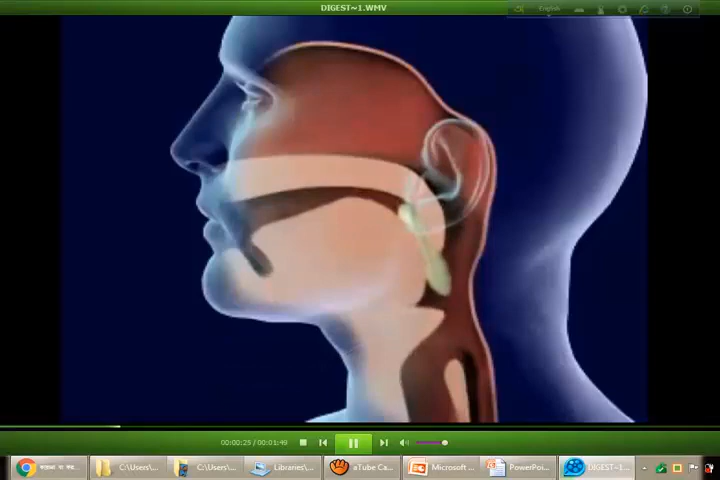 DIGEST~1.WMV
English
00:00:25 / 00:01:49
C:\Users\...
C:\Users\...
Libraries\...
aTube Ca...
Microsoft ...
PowerPoi...
DIGEST~1...